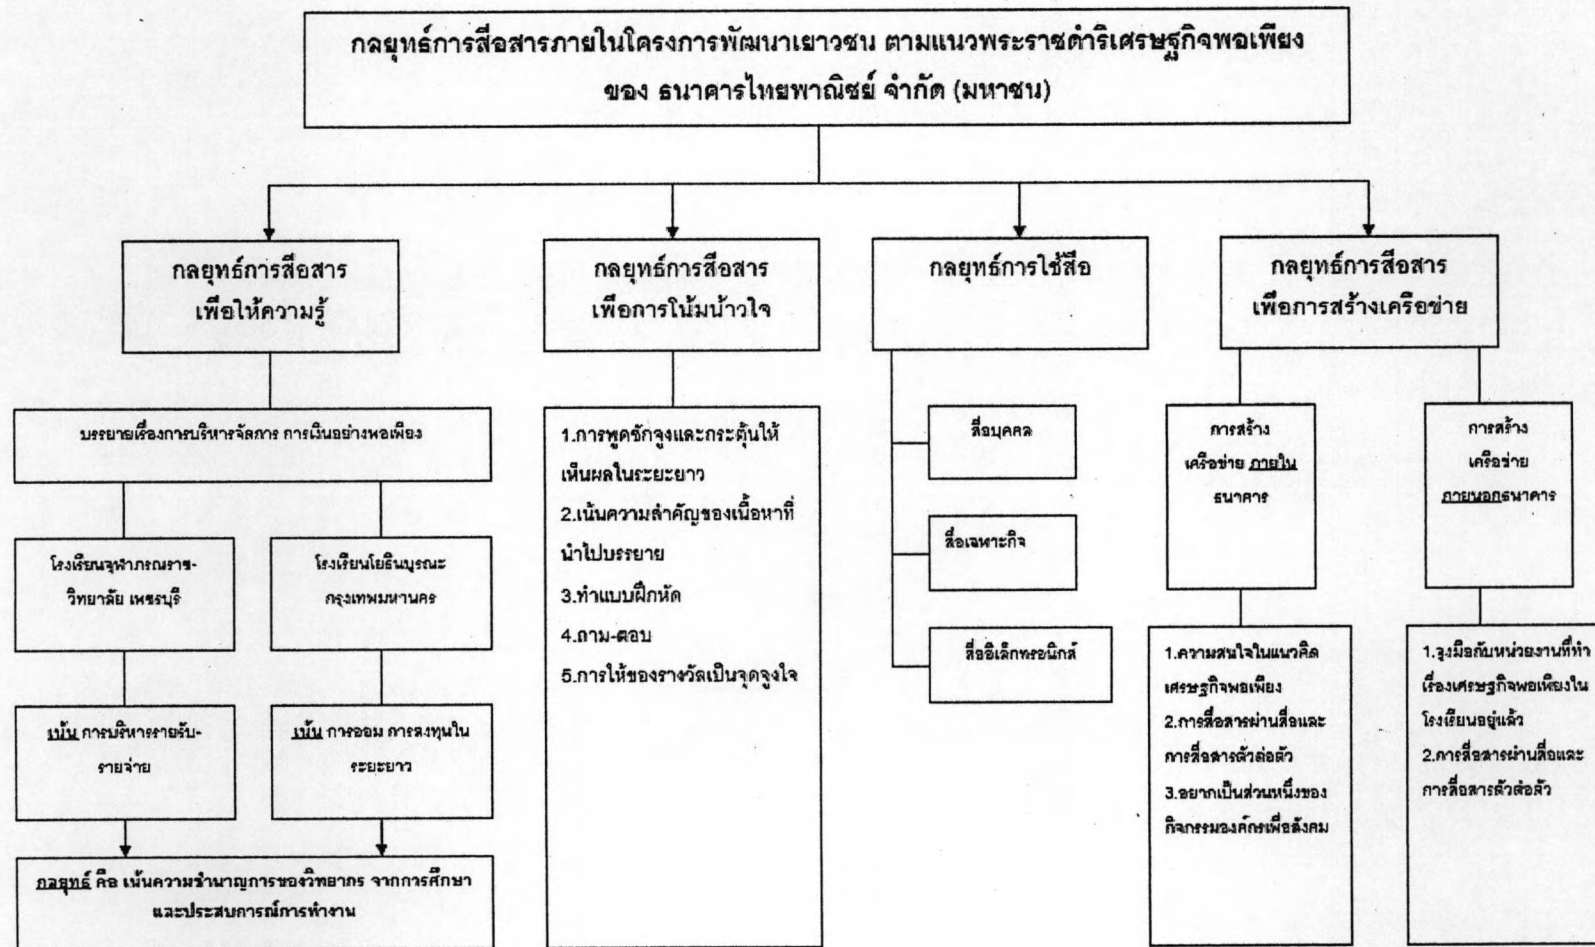 กลยุทธ์การสื่อสารภายในโครงการพัฒนาเยาวชน ตามแนวพระราชดำริเศรษฐกิจพอเพียง
ของ ธนาคารไทยพาณิชย์ จำกัด (มหาชน)
กลยุทธ์การสื่อสาร
เพื่อให้ความรู้
บรรยายเรื่องการบริหารจัดการ การเงินอย่างพอเพียง
โรงเรียนจุฬาภรณราช-
วิทยาลัย เพชรบุรี
โรงเรียนโยธินบูรณะ
กรุงเทพมหานคร
เน้น การบริหารรายรับ-
รายจ่าย
เน้น การออม การลงทุนใน
ระยะยาว
กลยุทธ์ คือ เน้นความชำนาญการของวิทยากร จากการศึกษา
และประสบการณ์การทำงาน
กลยุทธ์การสื่อสาร
เพื่อการโน้มน้าวใจ
1.การพูดชักจูงและกระตุ้นให้
เห็นผลในระยะยาว
2.เน้นความสำคัญของเนื้อหาที่
นำไปบรรยาย
3.ทำแบบฝึกหัด
4.ถาม-ตอบ
5.การให้ของรางวัลเป็นจุดจูงใจ
กลยุทธ์การใช้สื่อ
สื่อบุคคล
สื่อเฉพาะกิจ
สื่ออิเล็กทรอนิกส์
กลยุทธ์การสื่อสาร
เพื่อการสร้างเครือข่าย
การสร้าง
เครือข่าย ภายใน
ธนาคาร
1.ความสนใจในแนวคิด
เศรษฐกิจพอเพียง
2.การสื่อสารผ่านสื่อและ
การสื่อสารตัวต่อตัว
3.อยากเป็นส่วนหนึ่งของ
กิจกรรมองค์กรเพื่อสังคม
การสร้าง
เครือข่าย
ภายนอกธนาคาร
1.จูงมือกับหน่วยงานที่ทำ
เรื่องเศรษฐกิจพอเพียงใน
โรงเรียนอยู่แล้ว
2.การสื่อสารผ่านสื่อและ
การสื่อสารตัวต่อตัว